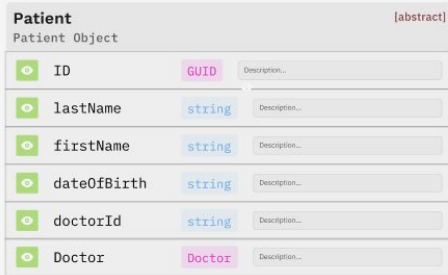 Patient [abstract]
Patient Object
ID GUID Description...
lastName string Description...
firstName string Description...
dateOfBirth string Description...
doctorId string Description...
Doctor Doctor Description...